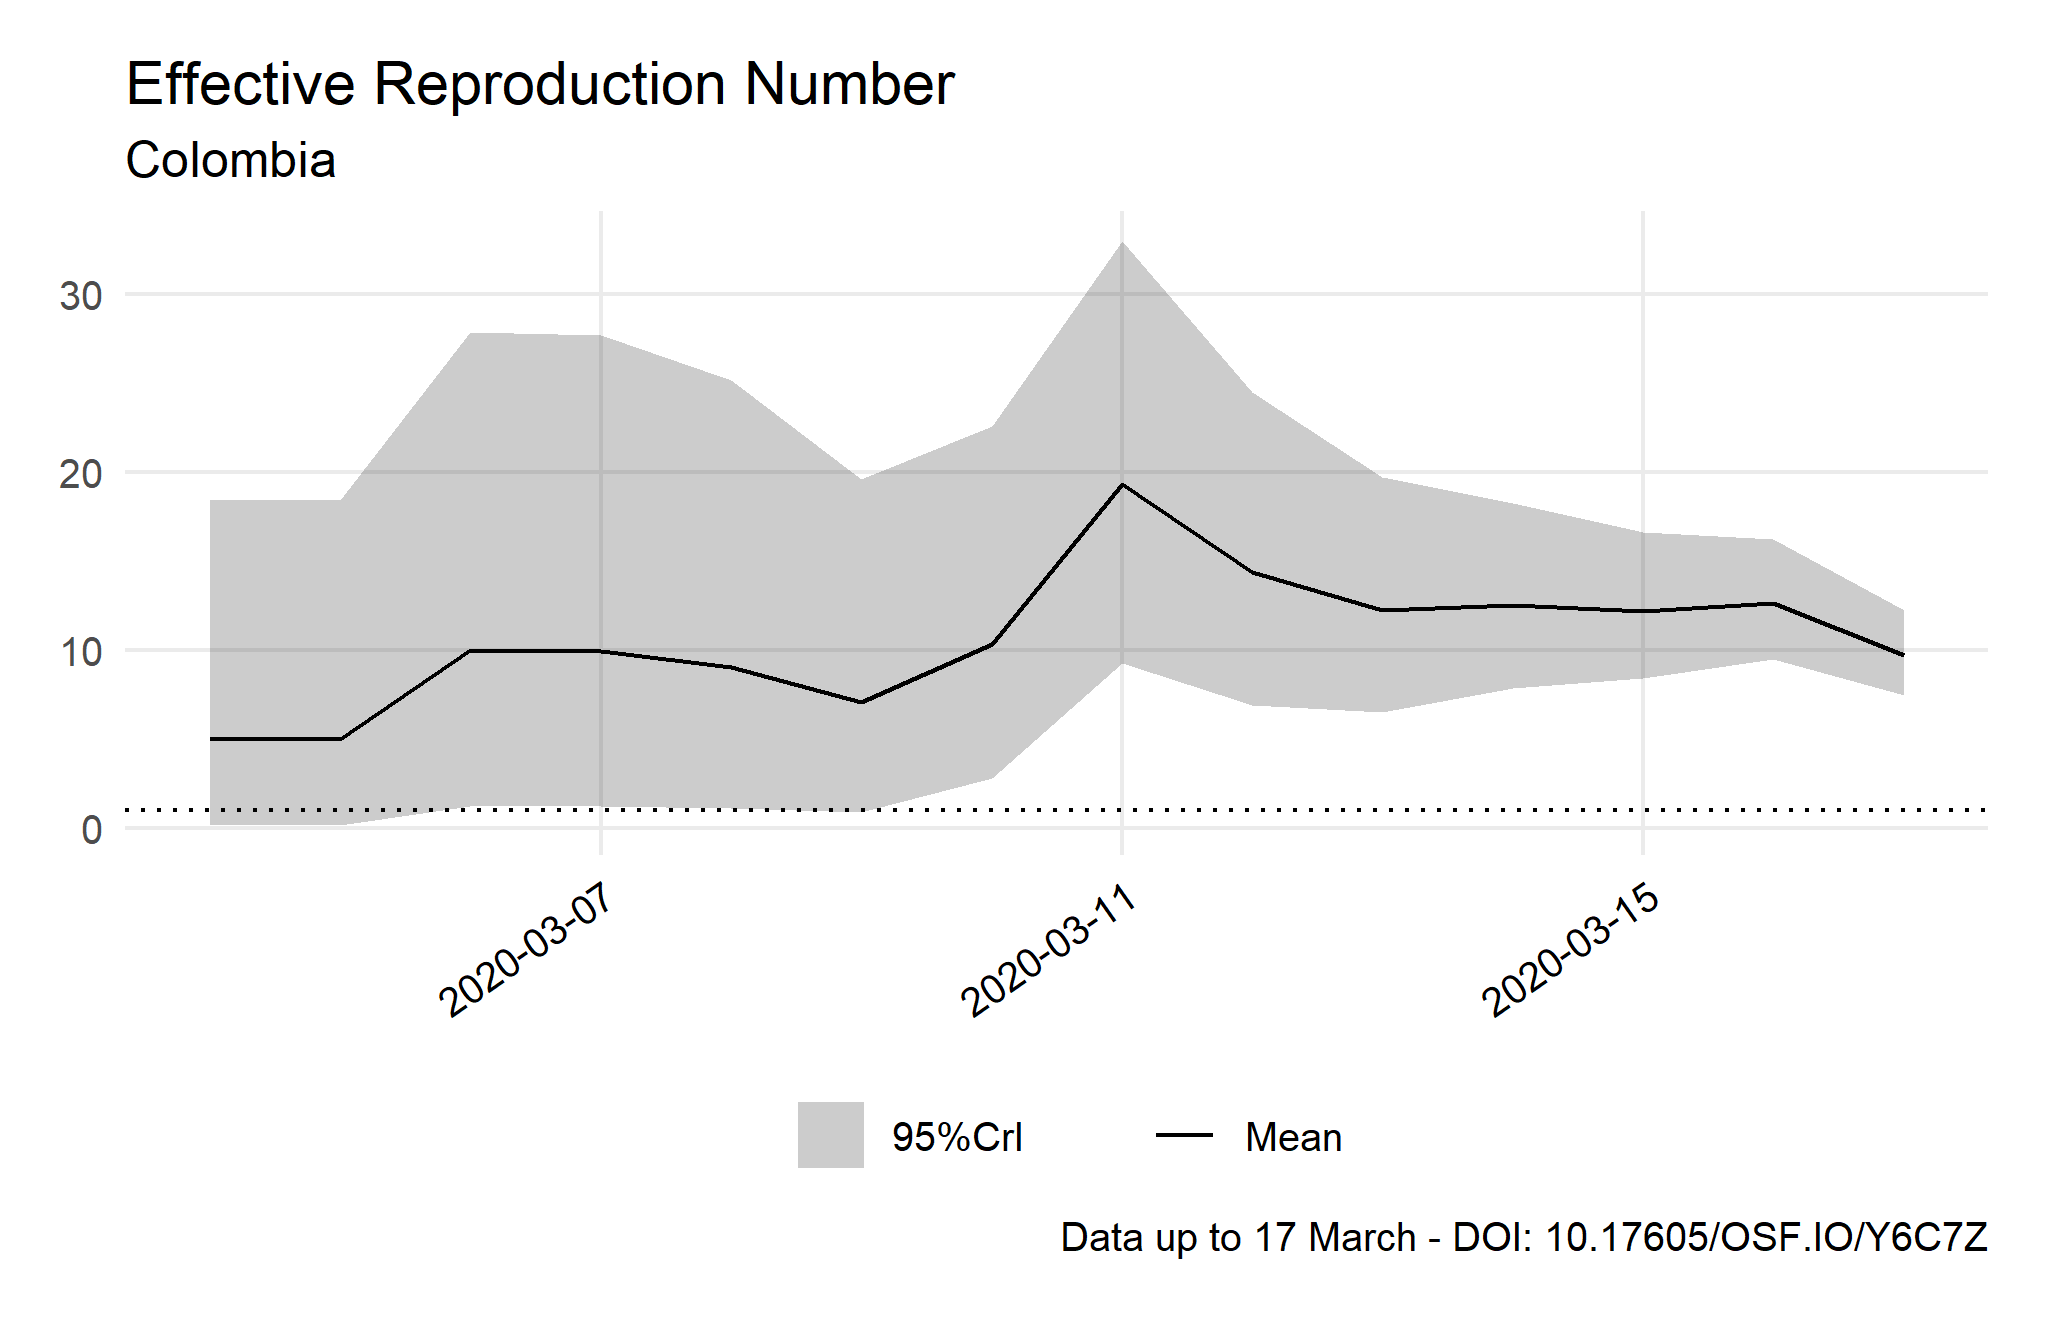 Effective Reproduction Number
Colombia
30
20
10
0
2020-03-07
2020-03-11
2020-03-15
95%CrI
Mean
Data up to 17 March - DOI: 10.17605/OSF.IO/Y6C7Z